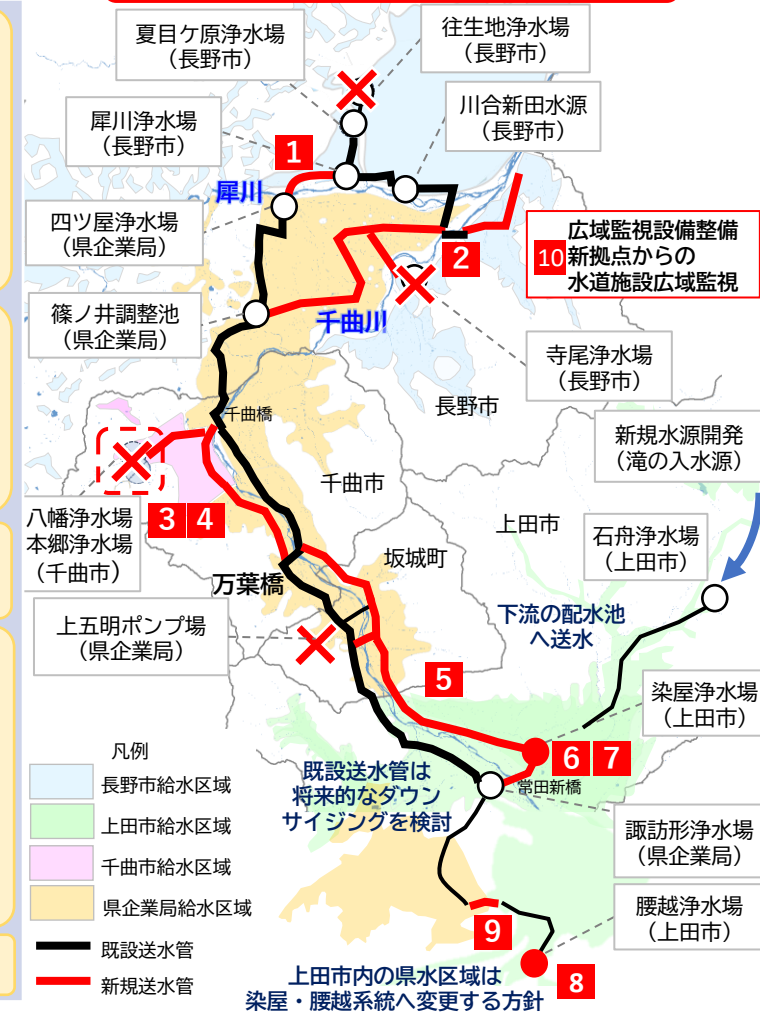 夏目ケ原浄水場
（長野市）
往生地浄水場
（長野市）
犀川浄水場
（長野市）
川合新田水源
（長野市）
1
犀川
四ツ屋浄水場
（県企業局）
2
10
広域監視設備整備
新拠点からの
水道施設広域監視
篠ノ井調整池
（県企業局）
千曲川
寺尾浄水場
（長野市）
長野市
千曲橋
新規水源開発
（滝の入水源）
千曲市
3
4
八幡浄水場
本郷浄水場
（千曲市）
上田市
石舟浄水場
（上田市）
坂城町
万葉橋
上五明ポンプ場
（県企業局）
下流の配水池
へ送水
5
染屋浄水場
（上田市）
6
7
凡例
長野市給水区域
上田市給水区域
千曲市給水区域
県企業局給水区域
既設送水管
新規送水管
既設送水管は
将来的なダウン
サイジングを検討
常田新橋
諏訪形浄水場
（県企業局）
腰越浄水場
（上田市）
9
8
上田市内の県水区域は
染屋・腰越系統へ変更する方針